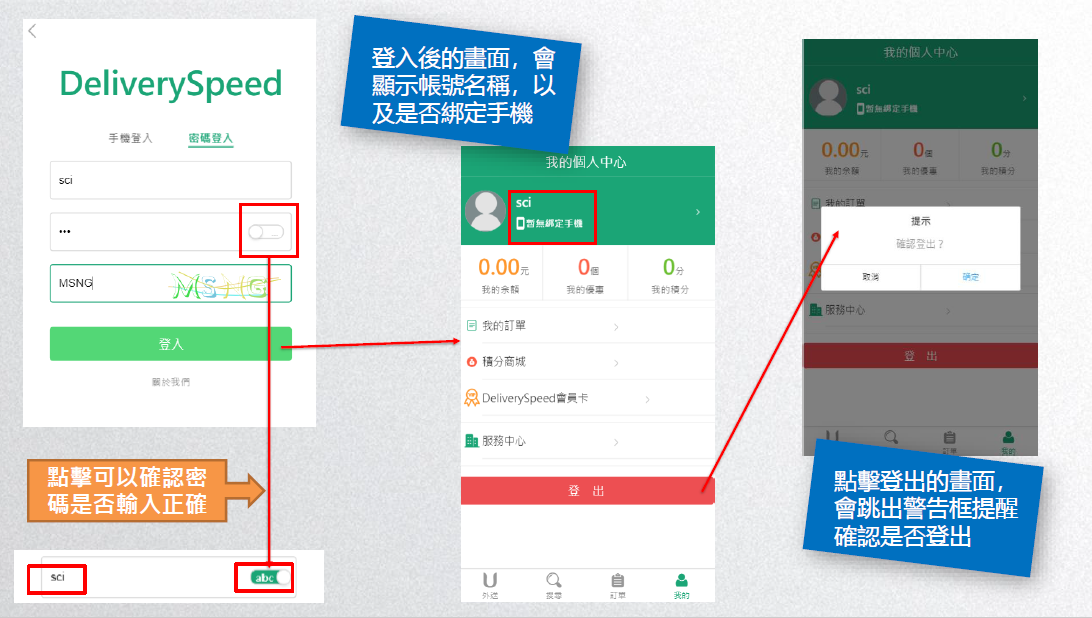 DeliverySpeed
手機登入 密碼登入
sci
•••
MSNG MSHG
登入
關於我們
點擊可以確認密
碼是否輸入正確
sci abc
登入後的畫面，會
顯示帳號名稱，以
及是否綁定手機
我的個人中心
sci
暫無綁定手機
0.00元 0個 0分
我的余額 我的優惠 我的積分
我的訂單
積分商城
DeliverySpeed會員卡
服務中心
登 出
外送 搜尋 訂單 我的
我的個人中心
sci
暫無綁定手機
0.00元 0個 0分
我的余額 我的優惠 我的積分
我的訂單
提示
確認登出？
取消 確定
服務中心
登 出
訂單 我的
點擊登出的畫面，
會跳出警告框提醒
確認是否登出